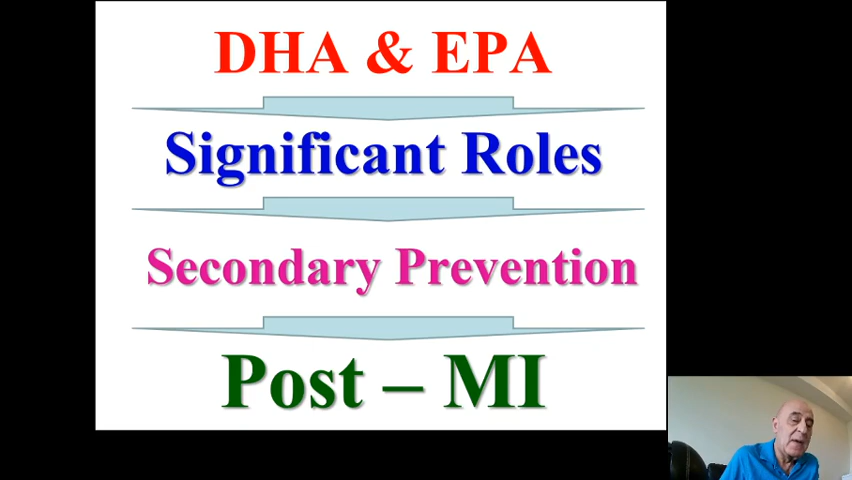 DHA & EPA
Significant Roles
Secondary Prevention
Post – MI